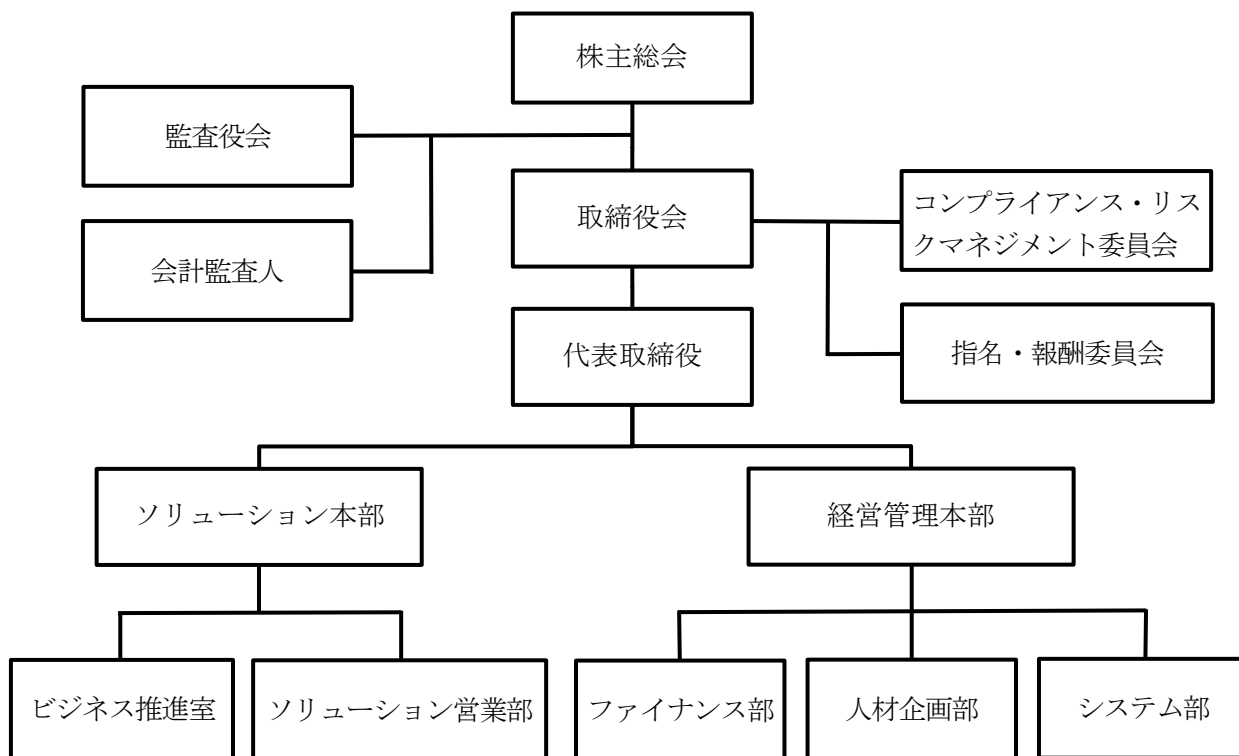 株主総会
監査役会
取締役会
コンプライアンス・リス
クマネジメント委員会
会計監査人
代表取締役
指名・報酬委員会
ソリューション本部
経営管理本部
ビジネス推進室
ソリューション営業部
ファイナンス部
人材企画部
システム部